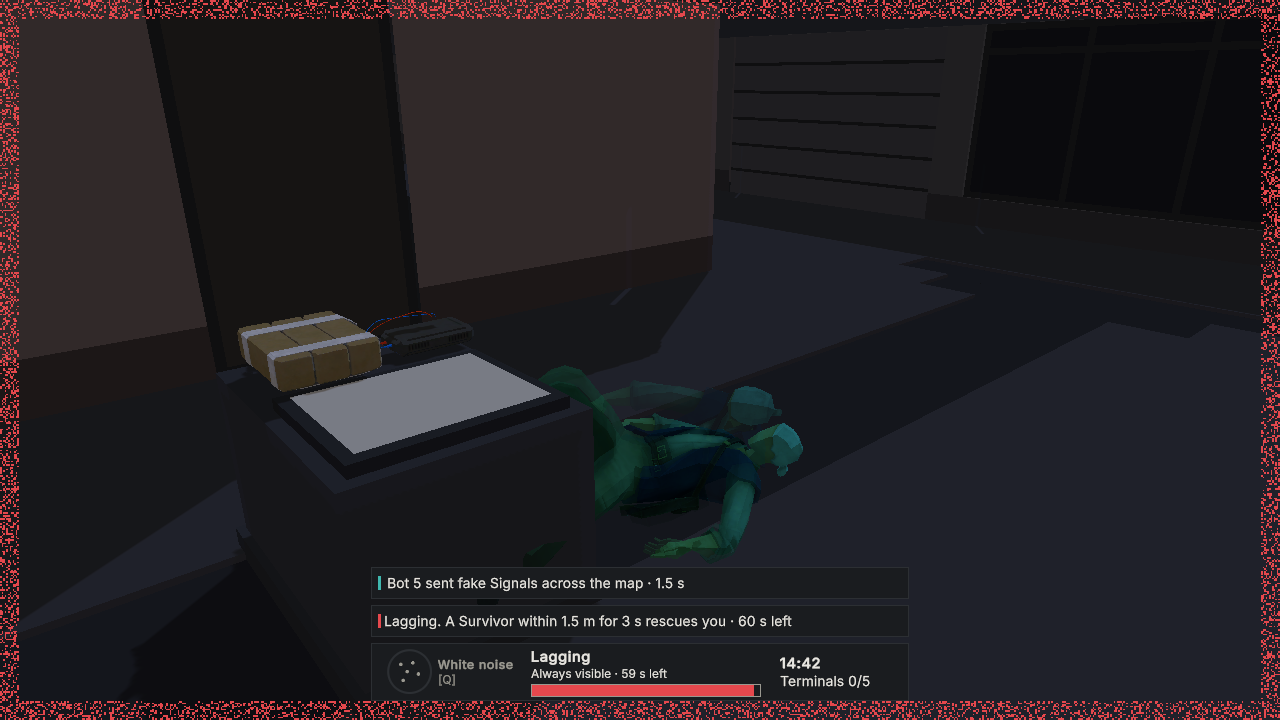 Bot 5 sent fake Signals across the map · 1.5 s
Lagging. A Survivor within 1.5 m for 3 s rescues you · 60 s left
White noise
[Q]
Lagging
Always visible · 59 s left
14:42
Terminals 0/5